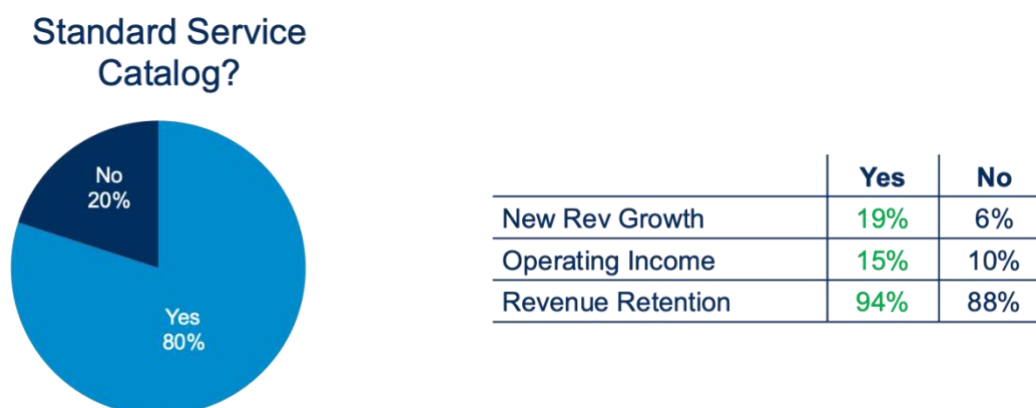 Standard Service
Catalog?
No
20%
Yes
80%
Yes No
New Rev Growth 19% 6%
Operating Income 15% 10%
Revenue Retention 94% 88%